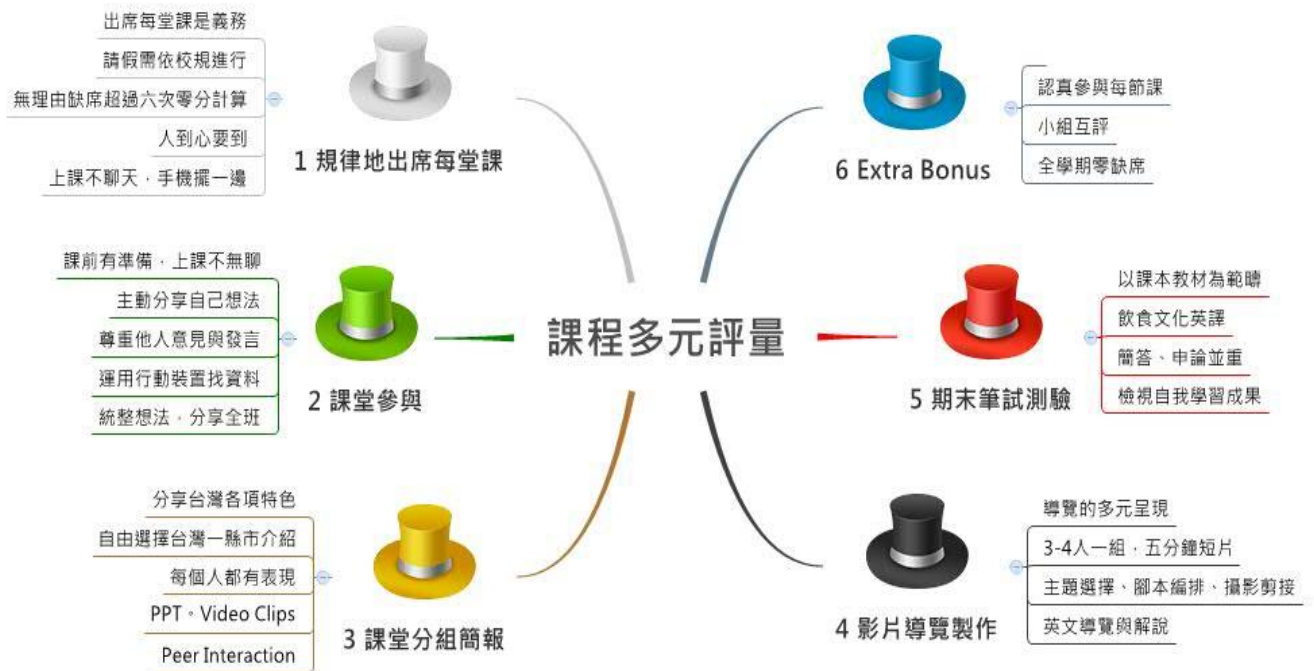 課程多元評量
1 規律地出席每堂課
出席每堂課是義務
請假需依校規進行
無理由缺席超過六次零分計算
人到心要到
上課不聊天，手機擺一邊
2 課堂參與
課前有準備，上課不無聊
主動分享自己想法
尊重他人意見與發言
運用行動裝置找資料
統整想法，分享全班
3 課堂分組簡報
分享台灣各項特色
自由選擇台灣一縣市介紹
每個人都有表現
PPT。Video Clips
Peer Interaction
4 影片導覽製作
導覽的多元呈現
3-4人一組，五分鐘短片
主題選擇、腳本編排、攝影剪接
英文導覽與解說
5 期末筆試測驗
以課本教材為範疇
飲食文化英譯
簡答、申論並重
檢視自我學習成果
6 Extra Bonus
認真參與每節課
小組互評
全學期零缺席